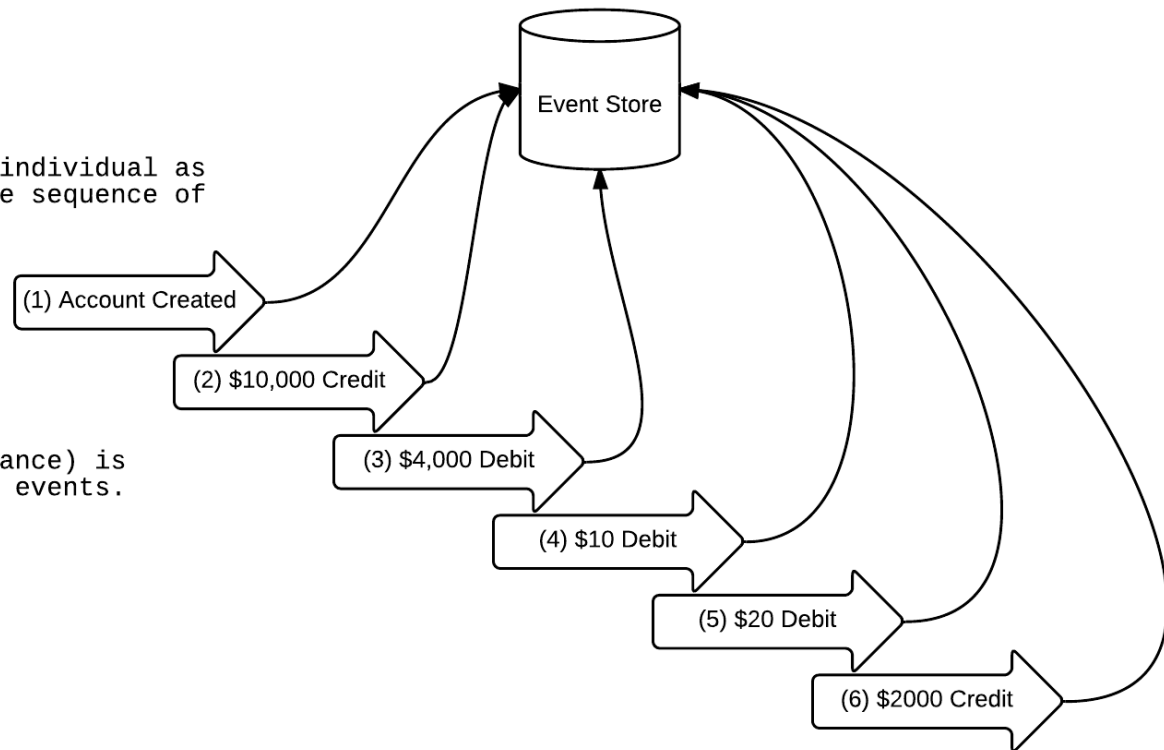 Event Store
individual as
e sequence of
(1) Account Created
(2) $10,000 Credit
(3) $4,000 Debit
ance) is
events.
(4) $10 Debit
(5) $20 Debit
(6) $2000 Credit